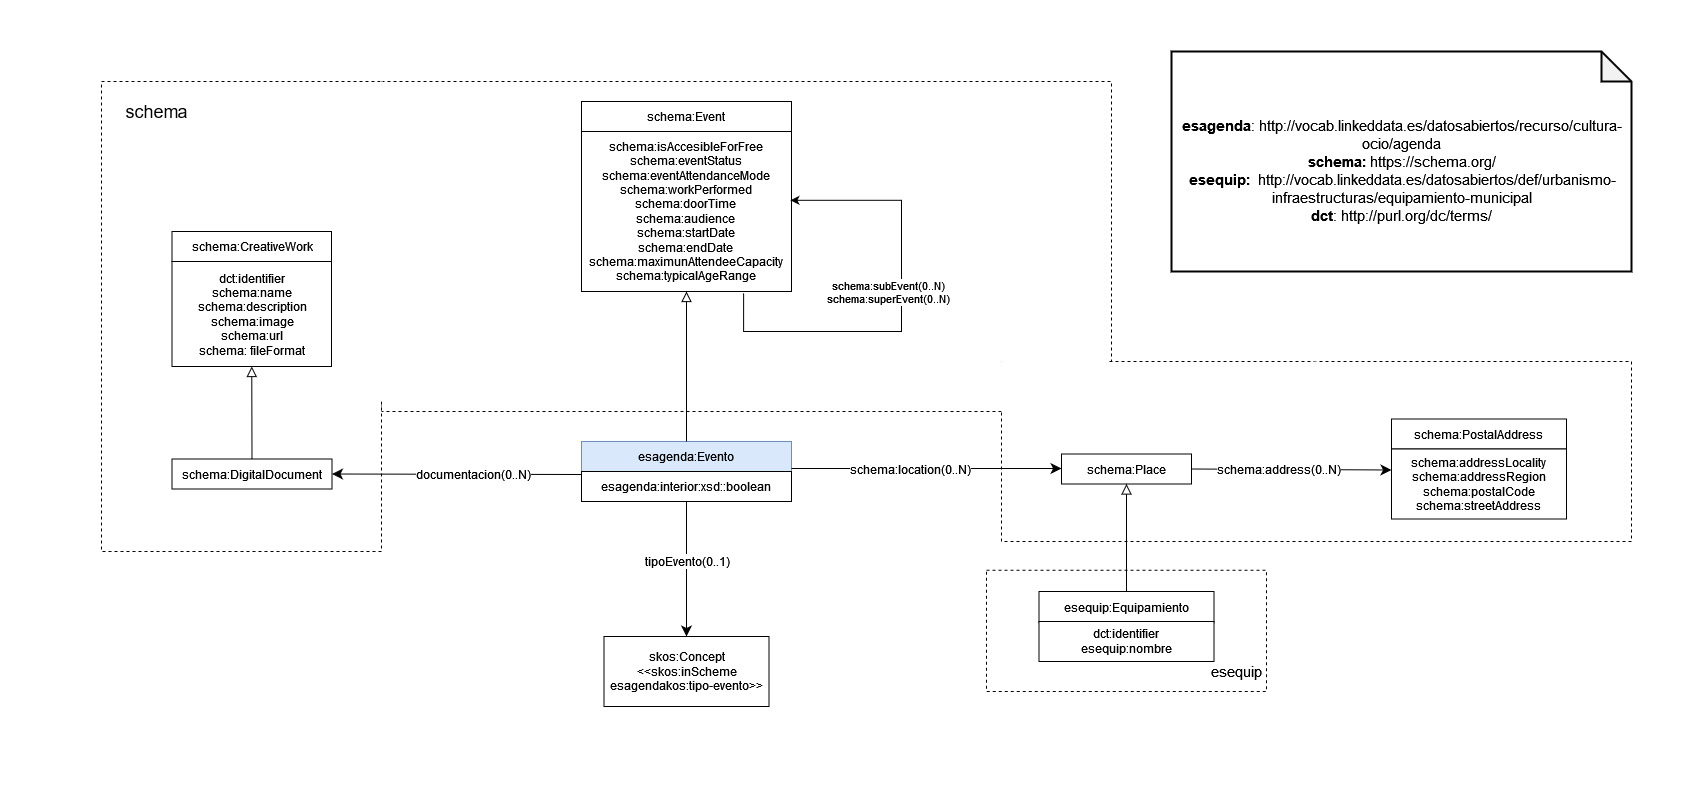 schema
schema:Event
schema:isAccesibleForFree
schema:eventStatus
schema:eventAttendanceMode
schema:workPerformed
schema:doorTime
schema:audience
schema:startDate
schema:endDate
schema:maximunAttendeeCapacity
schema:typicalAgeRange
schema:subEvent(0..N)
schema:superEvent(0..N)
esagenda: http://vocab.linkeddata.es/datosabiertos/recurso/cultura-
ocio/agenda
schema: https://schema.org/
esequip: http://vocab.linkeddata.es/datosabiertos/def/urbanismo-
infraestructuras/equipamiento-municipal
dct: http://purl.org/dc/terms/
schema:CreativeWork
dct:identifier
schema:name
schema:description
schema:image
schema:url
schema: fileFormat
schema:DigitalDocument
documentacion(0..N)
esagenda:Evento
esagenda:interior:xsd::boolean
schema:location(0..N)
schema:Place
schema:address(0..N)
schema:PostalAddress
schema:addressLocality
schema:addressRegion
schema:postalCode
schema:streetAddress
tipoEvento(0..1)
skos:Concept
<<skos:inScheme
esagendakos:tipo-evento>>
esequip:Equipamiento
dct:identifier
esequip:nombre
esequip